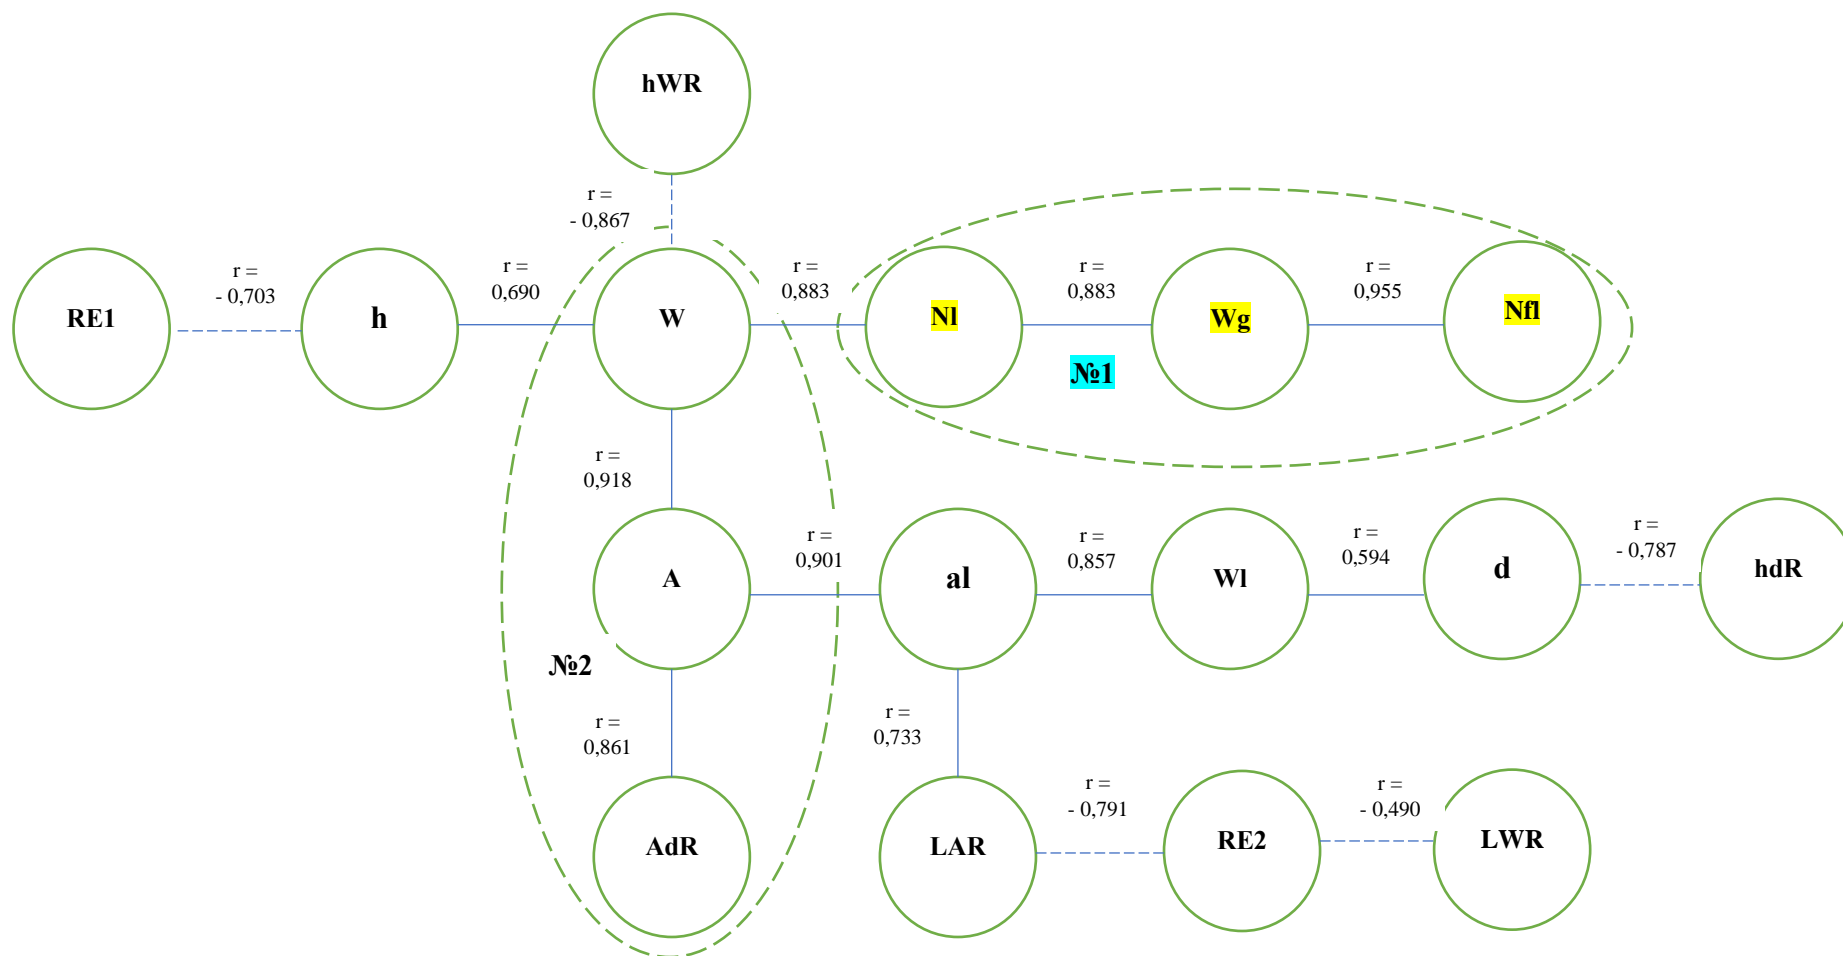 hWR
r =
- 0,867
r =
- 0,703
r =
0,690
r =
0,883
r =
0,883
r =
0,955
RE1
h
W
Nl
Wg
Nfl
№1
r =
0,918
r =
0,901
r =
0,857
r =
0,594
r =
- 0,787
A
al
Wl
d
hdR
№2
r =
0,861
r =
0,733
r =
- 0,791
r =
- 0,490
AdR
LAR
RE2
LWR